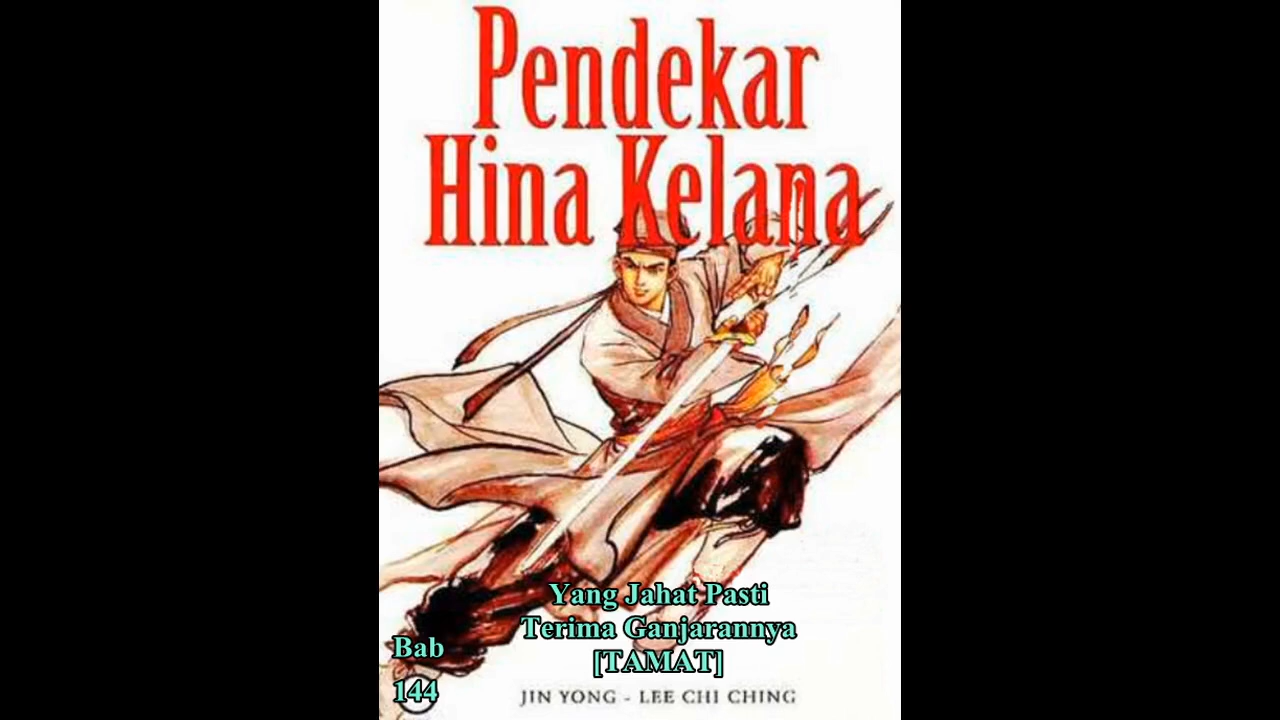 Pendekar
Hina Kelana
Yang Jahat Pasti
Terima Ganjarannya
[TAMAT]
Bab
144
JIN YONG - LEE CHI CHING